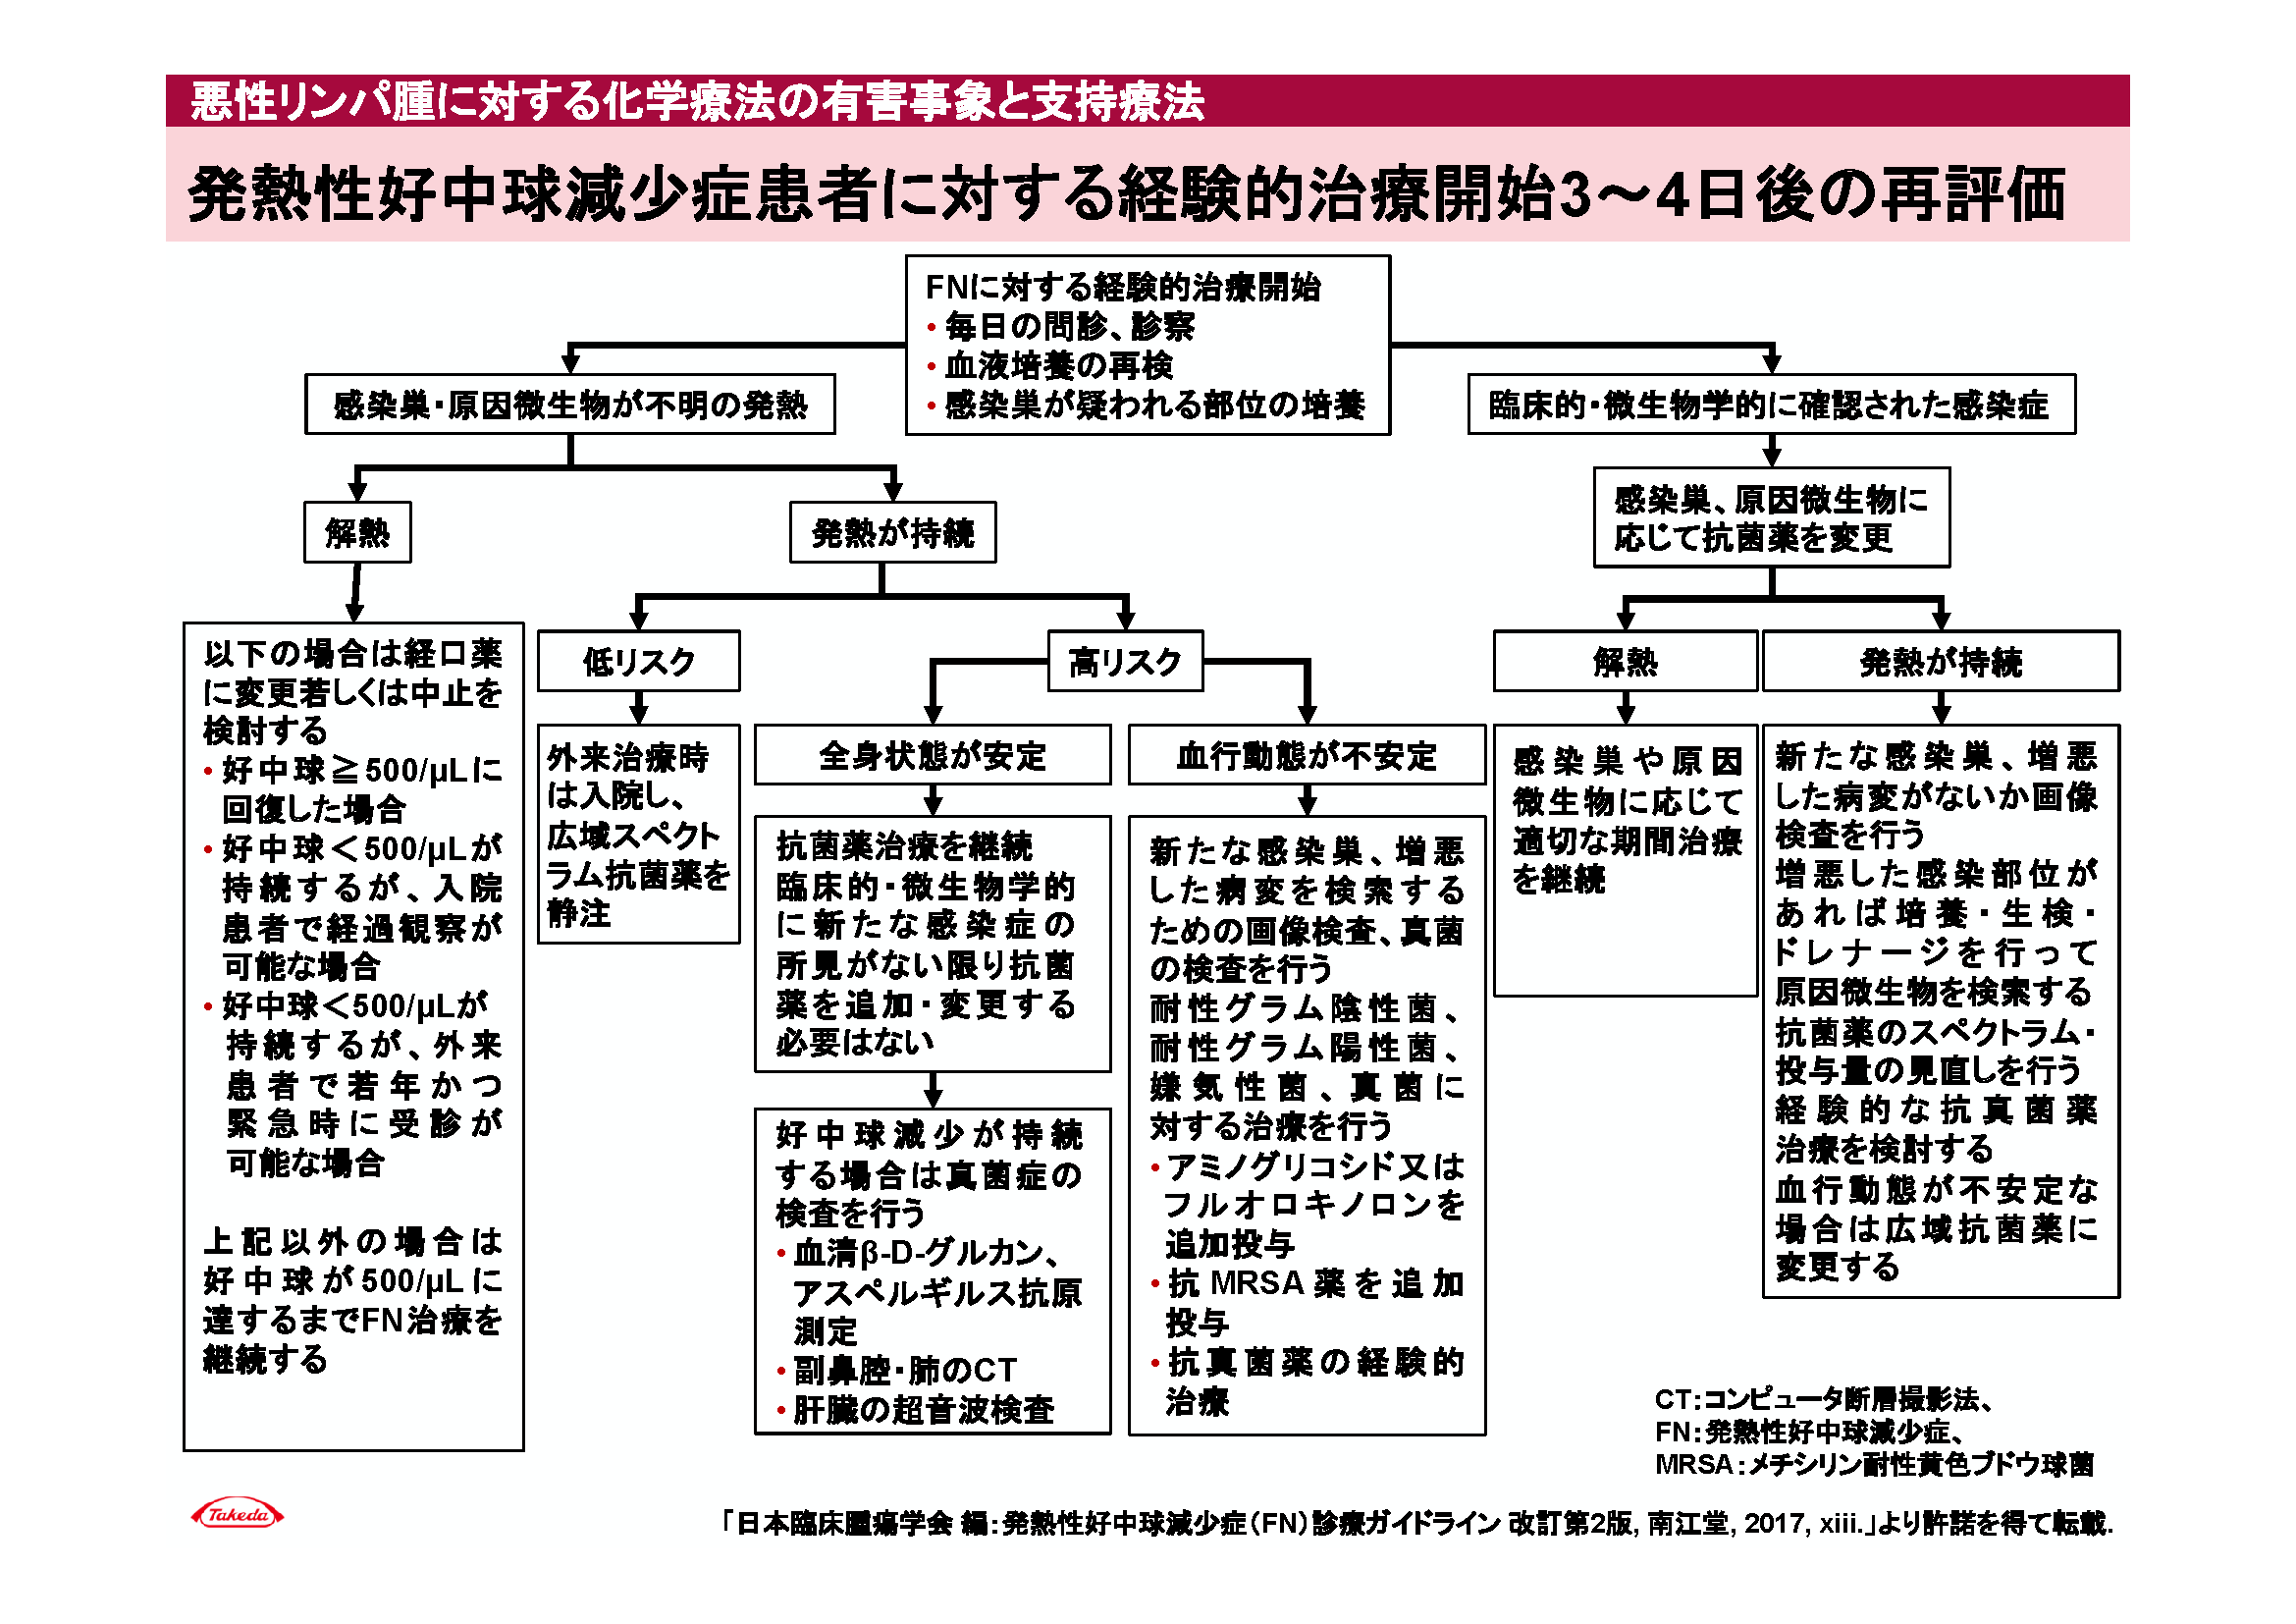 悪性リンパ腫に対する化学療法の有害事象と支持療法
発熱性好中球減少症患者に対する経験的治療開始3～4日後の再評価
FNに対する経験的治療開始
• 毎日の問診、診察
• 血液培養の再検
• 感染巣が疑われる部位の培養
感染巣・原因微生物が不明の発熱
臨床的・微生物学的に確認された感染症
解熱
発熱が持続
感染巣、原因微生物に
応じて抗菌薬を変更
以下の場合は経口薬
に変更若しくは中止を
検討する
• 好中球≧500/μLに
回復した場合
• 好中球＜500/μLが
持続するが、入院
患者で経過観察が
可能な場合
• 好中球＜500/μLが
持続するが、外来
患者で若年かつ
緊急時に受診が
可能な場合
上記以外の場合は
好中球が500/μLに
達するまでFN治療を
継続する
低リスク
外来治療時
は入院し、
広域スペクト
ラム抗菌薬を
静注
高リスク
全身状態が安定
抗菌薬治療を継続
臨床的・微生物学的
に新たな感染症の
所見がない限り抗菌
薬を追加・変更する
必要はない
好中球減少が持続
する場合は真菌症の
検査を行う
• 血清β-D-グルカン、
アスペルギルス抗原
測定
• 副鼻腔・肺のCT
• 肝臓の超音波検査
血行動態が不安定
新たな感染巣、増悪
した病変を検索する
ための画像検査、真菌
の検査を行う
耐性グラム陰性菌、
耐性グラム陽性菌、
嫌気性菌、真菌に
対する治療を行う
• アミノグリコシド又は
フルオロキノロンを
追加投与
• 抗MRSA薬を追加
投与
• 抗真菌薬の経験的
治療
解熱
感染巣や原因
微生物に応じて
適切な期間治療
を継続
発熱が持続
新たな感染巣、増悪
した病変がないか画像
検査を行う
増悪した感染部位が
あれば培養・生検・
ドレナージを行って
原因微生物を検索する
抗菌薬のスペクトラム・
投与量の見直しを行う
経験的な抗真菌薬
治療を検討する
血行動態が不安定な
場合は広域抗菌薬に
変更する
CT：コンピュータ断層撮影法、
FN：発熱性好中球減少症、
MRSA：メチシリン耐性黄色ブドウ球菌
Takeda
「日本臨床腫瘍学会 編：発熱性好中球減少症（FN）診療ガイドライン 改訂第2版, 南江堂, 2017, xiii.」より許諾を得て転載.